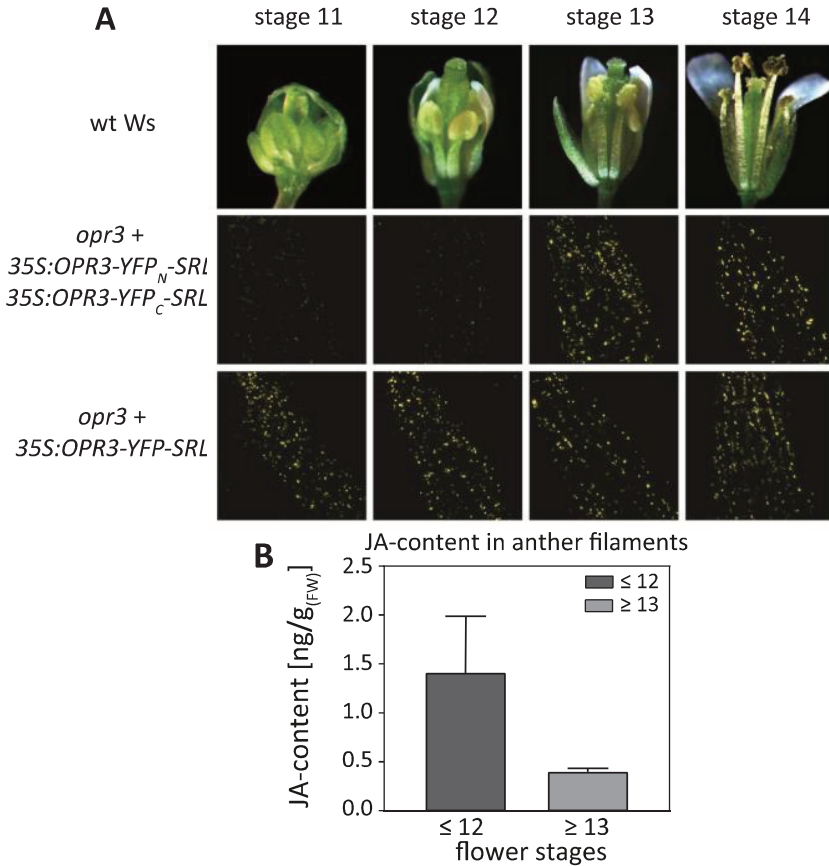 A
stage 11 stage 12 stage 13 stage 14
wt Ws
opr3 +
35S:OPR3-YFPN-SRL
35S:OPR3-YFPC-SRL
opr3 +
35S:OPR3-YFP-SRL
B
JA-content in anther filaments
JA-content [ng/g(FW)]
2.5
2.0
1.5
1.0
0.5
0.0
≤ 12
≥ 13
≤ 12 ≥ 13
flower stages